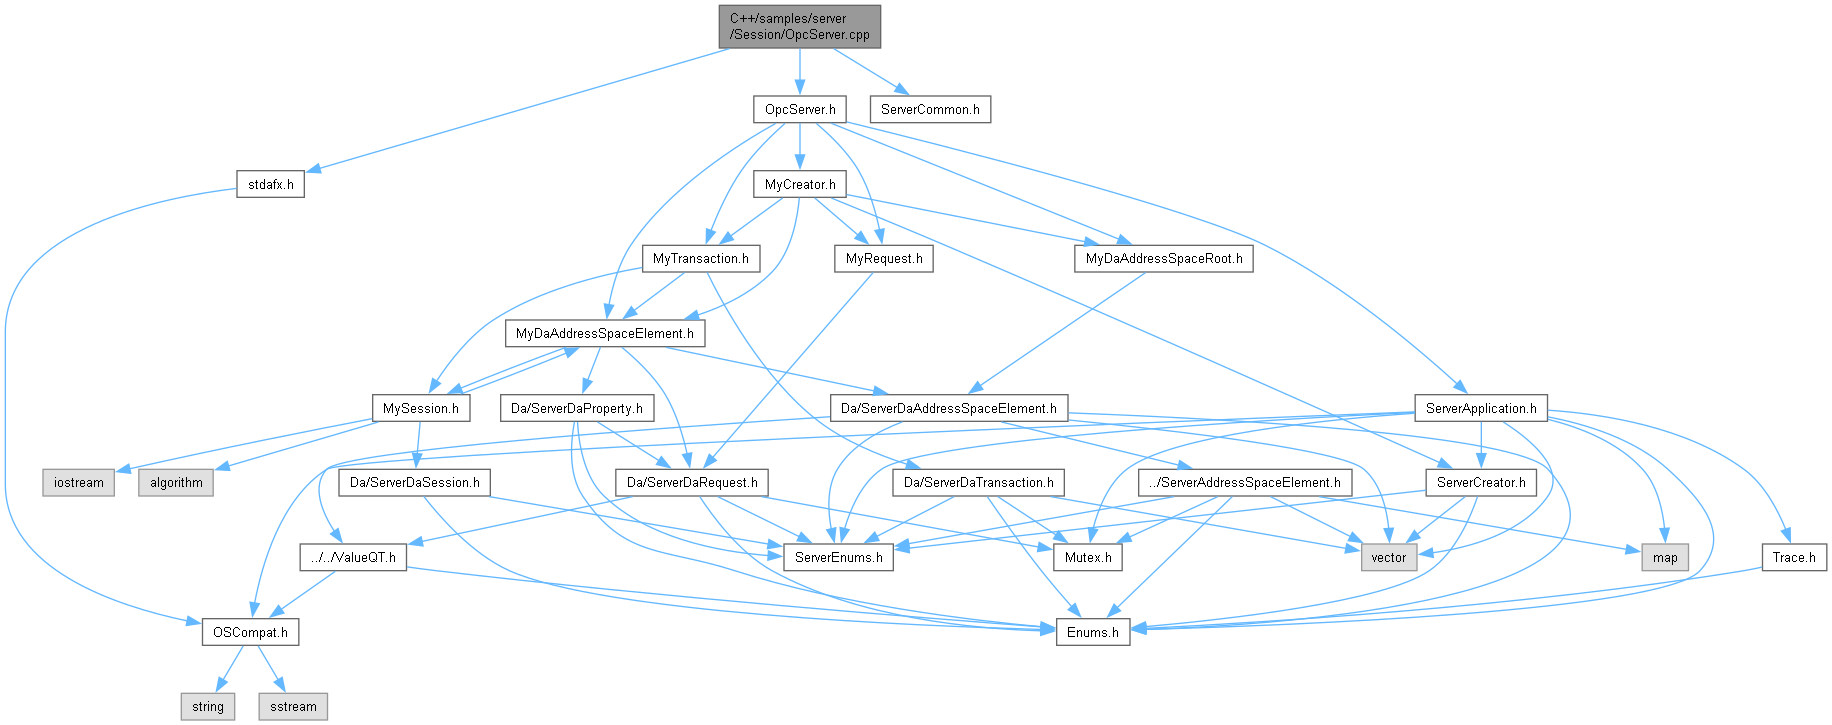 C++/samples/server
/Session/OpcServer.cpp
OpcServer.h
ServerCommon.h
stdafx.h
MyCreator.h
MyTransaction.h
MyRequest.h
MyDaAddressSpaceRoot.h
MyDaAddressSpaceElement.h
MySession.h
Da/ServerDaProperty.h
Da/ServerDaAddressSpaceElement.h
ServerApplication.h
iostream
algorithm
Da/ServerDaSession.h
Da/ServerDaRequest.h
Da/ServerDaTransaction.h
../ServerAddressSpaceElement.h
ServerCreator.h
../../ValueQT.h
ServerEnums.h
Mutex.h
vector
map
Trace.h
OSCompat.h
Enums.h
string
sstream